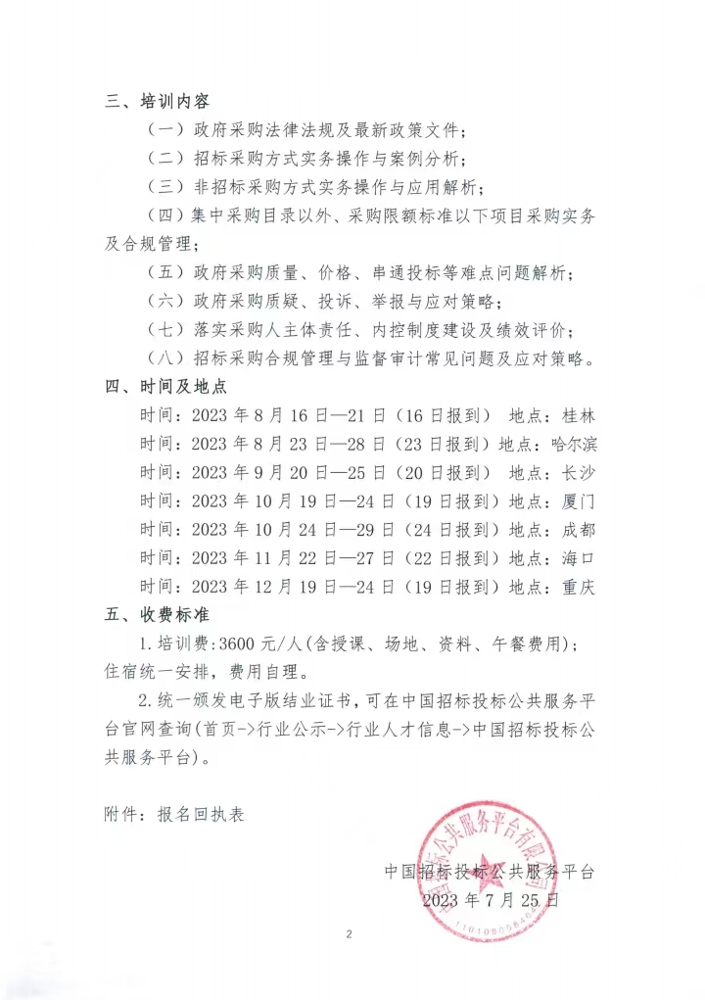 三、培训内容
（一）政府采购法律法规及最新政策文件；
（二）招标采购方式实务操作与案例分析；
（三）非招标采购方式实务操作与应用解析；
（四）集中采购目录以外、采购限额标准以下项目采购实务
及合规管理；
（五）政府采购质量、价格、串通投标等难点问题解析；
（六）政府采购质疑、投诉、举报与应对策略；
（七）落实采购人主体责任、内控制度建设及绩效评价；
（八）招标采购合规管理与监督审计常见问题及应对策略。
四、时间及地点
时间：2023 年 8 月 16 日—21 日（16 日报到） 地点：桂林
时间：2023 年 8 月 23 日—28 日（23 日报到）地点：哈尔滨
时间：2023 年 9 月 20 日—25 日（20 日报到） 地点：长沙
时间：2023 年 10 月 19 日—24 日（19 日报到）地点：厦门
时间：2023 年 10 月 24 日—29 日（24 日报到）地点：成都
时间：2023 年 11 月 22 日—27 日（22 日报到）地点：海口
时间：2023 年 12 月 19 日—24 日（19 日报到）地点：重庆
五、收费标准
1.培训费:3600 元/人(含授课、场地、资料、午餐费用)；
住宿统一安排，费用自理。
2.统一颁发电子版结业证书,可在中国招标投标公共服务平
台官网查询(首页->行业公示->行业人才信息->中国招标投标公
共服务平台)。
附件：报名回执表
中国招标投标公共服务平台
2023 年 7 月 25 日
中国招标公共服务平台有限公司
2